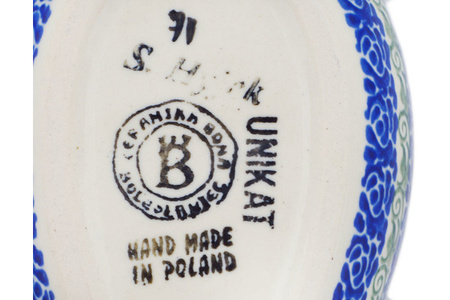 71
S.
UNIKAT
CERAMIKA BONA BOLESŁAWIEC
B
HAND MADE
IN POLAND